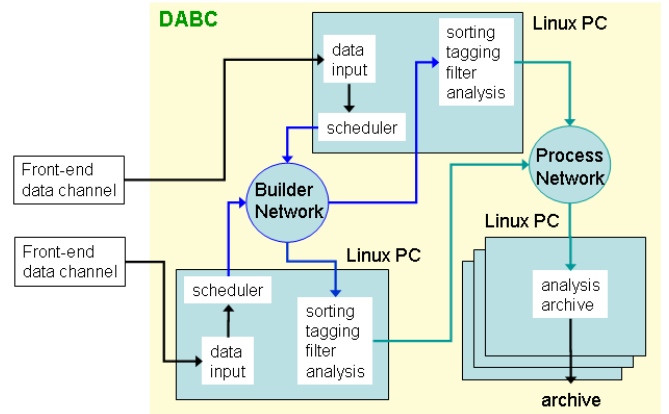 DABC
Linux PC
data
input
scheduler
sorting
tagging
filter
analysis
Front-end
data channel
Builder
Network
Process
Network
Front-end
data channel
Linux PC
scheduler
data
input
sorting
tagging
filter
analysis
Linux PC
analysis
archive
archive